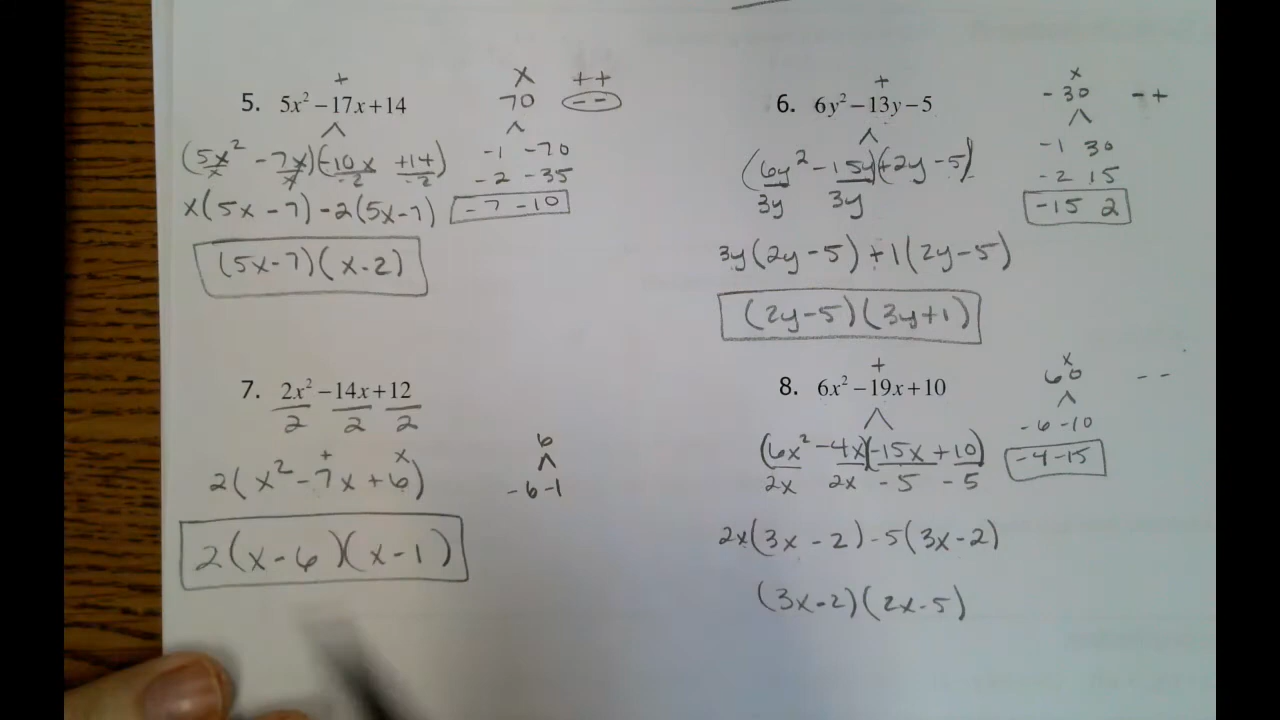 5. 5x² − 17x + 14
+
x
70
+ +
- -
(5x² - 7x)(-10x +14)
x x -2 -2
-1 -70
-2 -35
-7 -10
x(5x - 7) - 2(5x - 7)
(5x - 7)(x - 2)
6. 6y² − 13y − 5
+
x
-30
- +
(6y² - 15y)(+2y - 5)
3y 3y
-1 30
-2 15
-15 2
3y(2y - 5) + 1(2y - 5)
(2y - 5)(3y + 1)
7. 2x² − 14x + 12
2 2 2
+ x
2(x² - 7x + 6)
6
-6 -1
2(x - 6)(x - 1)
8. 6x² − 19x + 10
+
x
60
- -
(6x² - 4x)(-15x + 10)
2x 2x -5 -5
-6 -10
-4 -15
2x(3x - 2) - 5(3x - 2)
(3x - 2)(2x - 5)